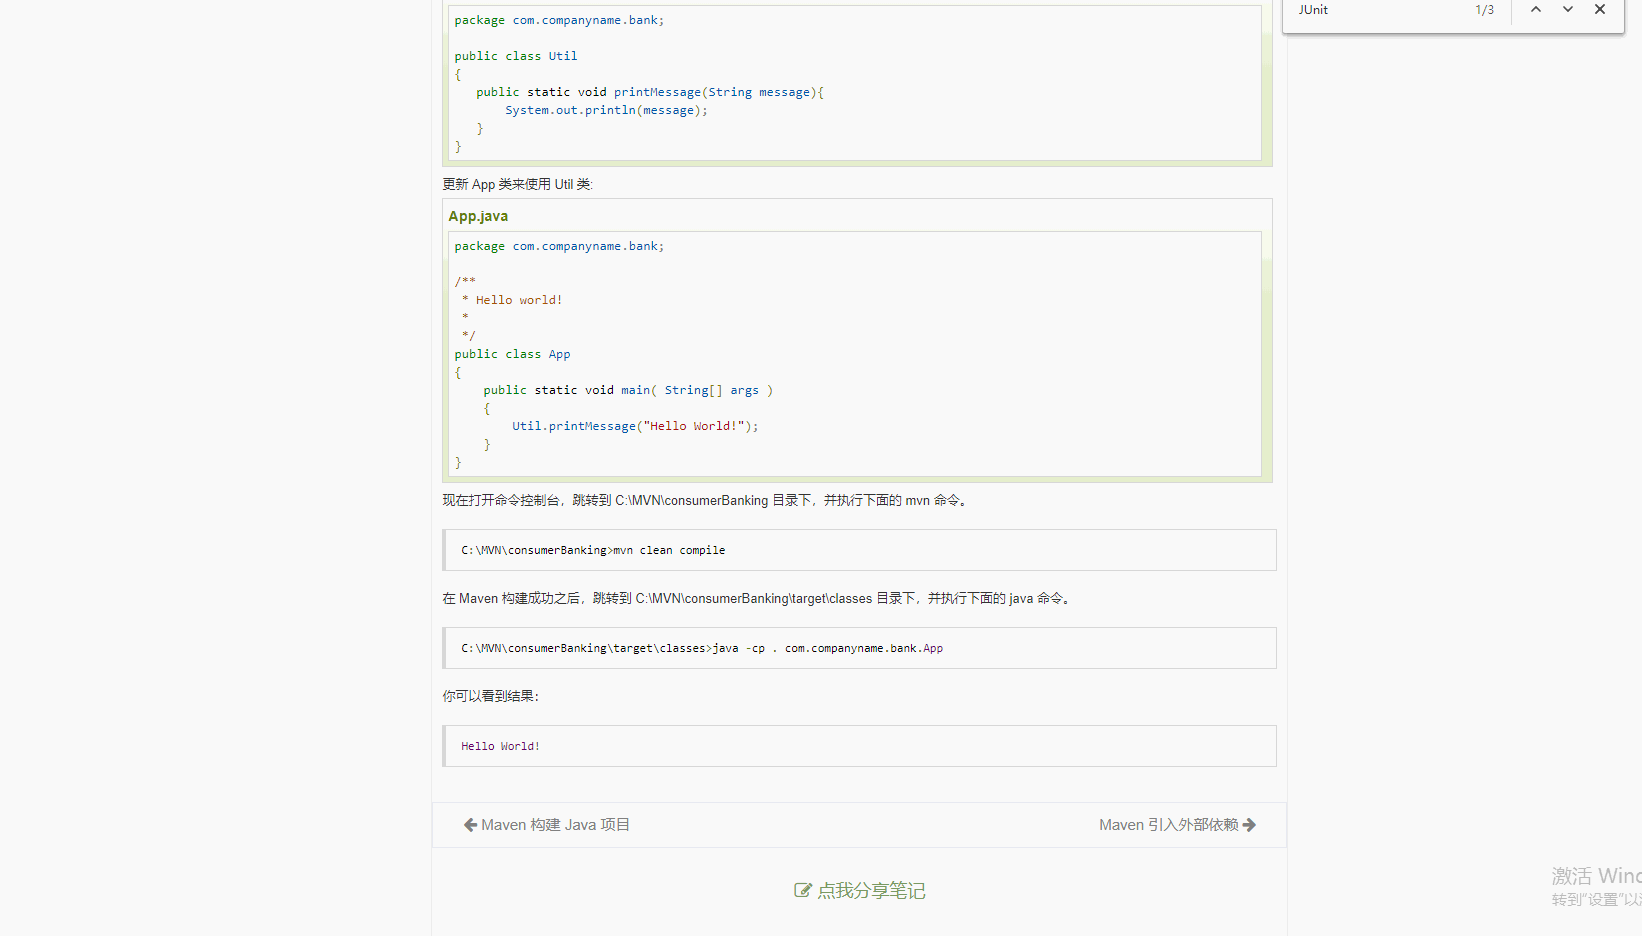 JUnit 1/3
package com.companyname.bank;
public class Util
{
public static void printMessage(String message){
System.out.println(message);
}
}
更新 App 类来使用 Util 类:
App.java
package com.companyname.bank;
/**
* Hello world!
*
*/
public class App
{
public static void main( String[] args )
{
Util.printMessage("Hello World!");
}
}
现在打开命令控制台，跳转到 C:\MVN\consumerBanking 目录下，并执行下面的 mvn 命令。
C:\MVN\consumerBanking>mvn clean compile
在 Maven 构建成功之后，跳转到 C:\MVN\consumerBanking\target\classes 目录下，并执行下面的 java 命令。
C:\MVN\consumerBanking\target\classes>java -cp . com.companyname.bank.App
你可以看到结果：
Hello World!
Maven 构建 Java 项目
Maven 引入外部依赖
点我分享笔记
激活 Wind
转到"设置"以